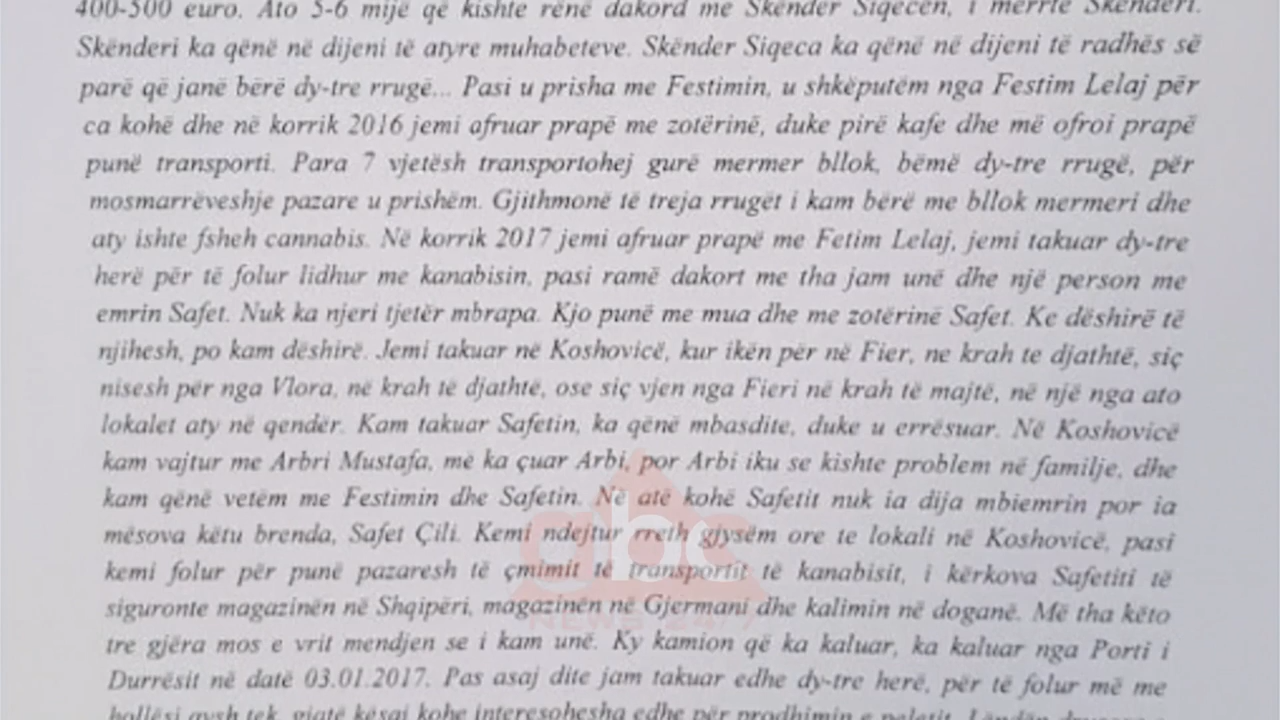 400-500 euro. Ato 5-6 mijë që kishte rënë dakord me Skënder Siqecën, i merrte Skënderi.
Skënderi ka qënë në dijeni të atyre muhabeteve. Skënder Siqeca ka qënë në dijeni të radhës së
parë që janë bërë dy-tre rrugë... Pasi u prisha me Festimin, u shkëputëm nga Festim Lelaj për
ca kohë dhe në korrik 2016 jemi afruar prapë me zotërinë, duke pirë kafe dhe më ofroi prapë
punë transporti. Para 7 vjetësh transportohej gurë mermer bllok, bëmë dy-tre rrugë, për
mosmarrëveshje pazare u prishëm. Gjithmonë të treja rrugët i kam bërë me bllok mermeri dhe
aty ishte fsheh cannabis. Në korrik 2017 jemi afruar prapë me Fetim Lelaj, jemi takuar dy-tre
herë për të folur lidhur me kanabisin, pasi ramë dakort me tha jam unë dhe një person me
emrin Safet. Nuk ka njeri tjetër mbrapa. Kjo punë me mua dhe me zotërinë Safet. Ke dëshirë të
njihesh, po kam dëshirë. Jemi takuar në Koshovicë, kur ikën për në Fier, ne krah te djathtë, siç
nisesh për nga Vlora, në krah të djathtë, ose siç vjen nga Fieri në krah të majtë, në një nga ato
lokalet aty në qendër. Kam takuar Safetin, ka qënë mbasdite, duke u errësuar. Në Koshovicë
kam vajtur me Arbri Mustafa, më ka çuar Arbi, por Arbi iku se kishte problem në familje, dhe
kam qënë vetëm me Festimin dhe Safetin. Në atë kohë Safetit nuk ia dija mbiemrin por ia
mësova këtu brenda, Safet Çili. Kemi ndejtur rreth gjysëm ore te lokali në Koshovicë, pasi
kemi folur për punë pazaresh të çmimit të transportit të kanabisit, i kërkova Safetiti të
siguronte magazinën në Shqipëri, magazinën në Gjermani dhe kalimin në doganë. Më tha këto
tre gjëra mos e vrit mendjen se i kam unë. Ky kamion që ka kaluar, ka kaluar nga Porti i
Durrësit në datë 03.01.2017. Pas asaj dite jam takuar edhe dy-tre herë, për të folur më me
hollësi aysh tek, gjatë kësaj kohe interesohesha edhe për prodhimin e peletit. Lëndën
abc
NEWS 24/7